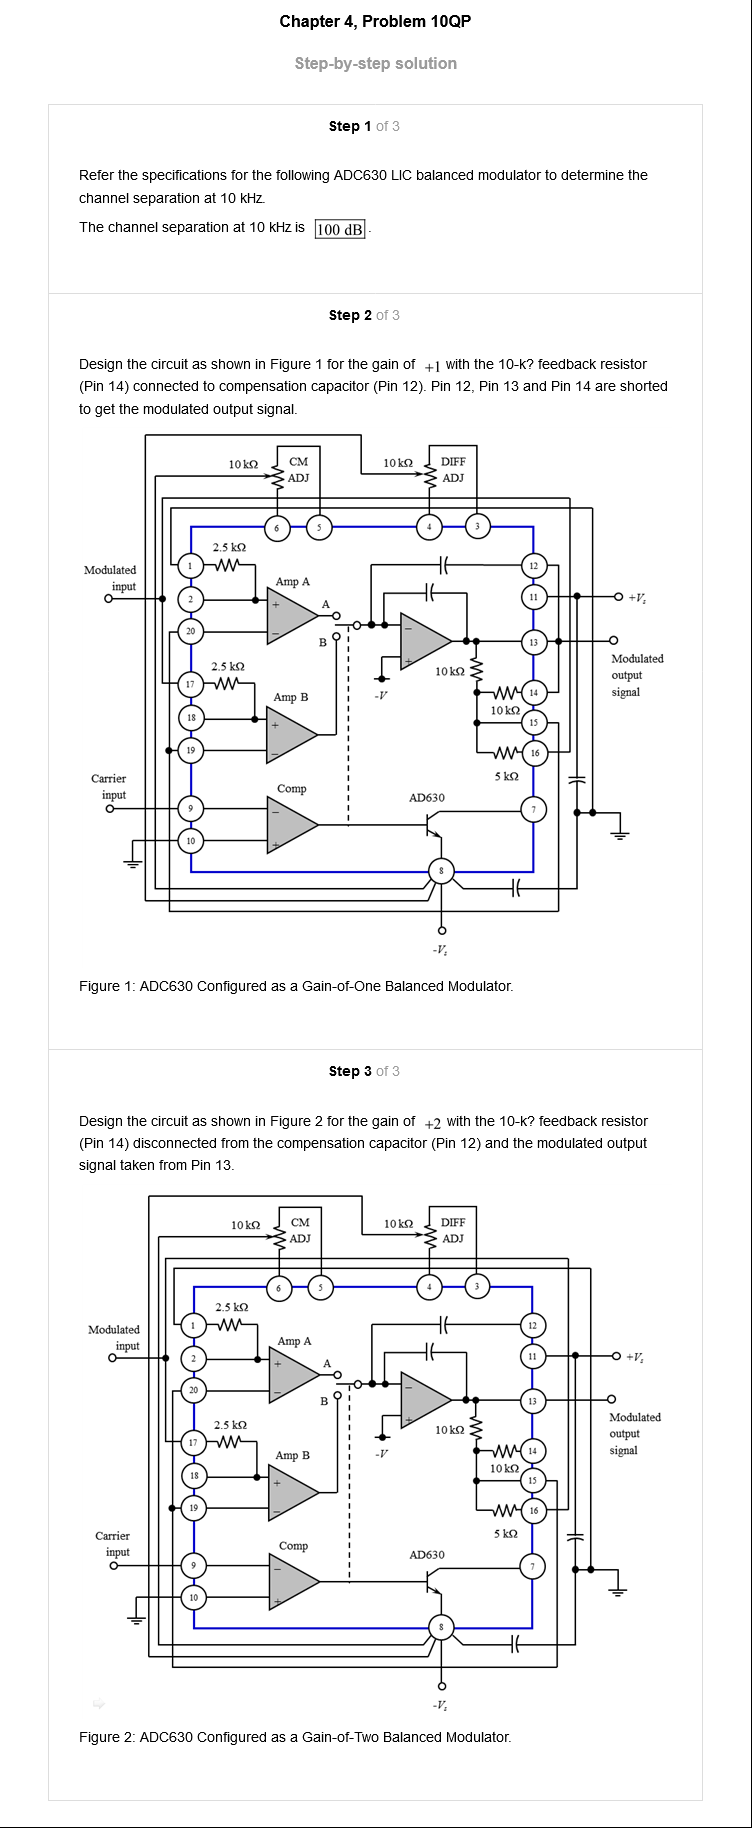 Chapter 4, Problem 10QP
Step-by-step solution
Step 1 of 3
Refer the specifications for the following ADC630 LIC balanced modulator to determine the
channel separation at 10 kHz.
The channel separation at 10 kHz is 100 dB.
Step 2 of 3
Design the circuit as shown in Figure 1 for the gain of +1 with the 10-k? feedback resistor
(Pin 14) connected to compensation capacitor (Pin 12). Pin 12, Pin 13 and Pin 14 are shorted
to get the modulated output signal.
10 kΩ CM 10 kΩ DIFF
ADJ ADJ
6 5 4 3
2.5 kΩ
1 12
Modulated
input
Amp A
2 + A 11 +Vs
20 − B − 13
Modulated
output
signal
2.5 kΩ + 10 kΩ
17 Amp B -V 14
10 kΩ
18 + 15
19 − 16
5 kΩ
Carrier
input
Comp AD630
9 − 7
10 +
8
-Vs
Figure 1: ADC630 Configured as a Gain-of-One Balanced Modulator.
Step 3 of 3
Design the circuit as shown in Figure 2 for the gain of +2 with the 10-k? feedback resistor
(Pin 14) disconnected from the compensation capacitor (Pin 12) and the modulated output
signal taken from Pin 13.
10 kΩ CM 10 kΩ DIFF
ADJ ADJ
6 5 4 3
2.5 kΩ
1 12
Modulated
input
Amp A
2 + A 11 +Vs
20 − B − 13
Modulated
output
signal
2.5 kΩ + 10 kΩ
17 Amp B -V 14
10 kΩ
18 + 15
19 − 16
5 kΩ
Carrier
input
Comp AD630
9 − 7
10 +
8
-Vs
Figure 2: ADC630 Configured as a Gain-of-Two Balanced Modulator.